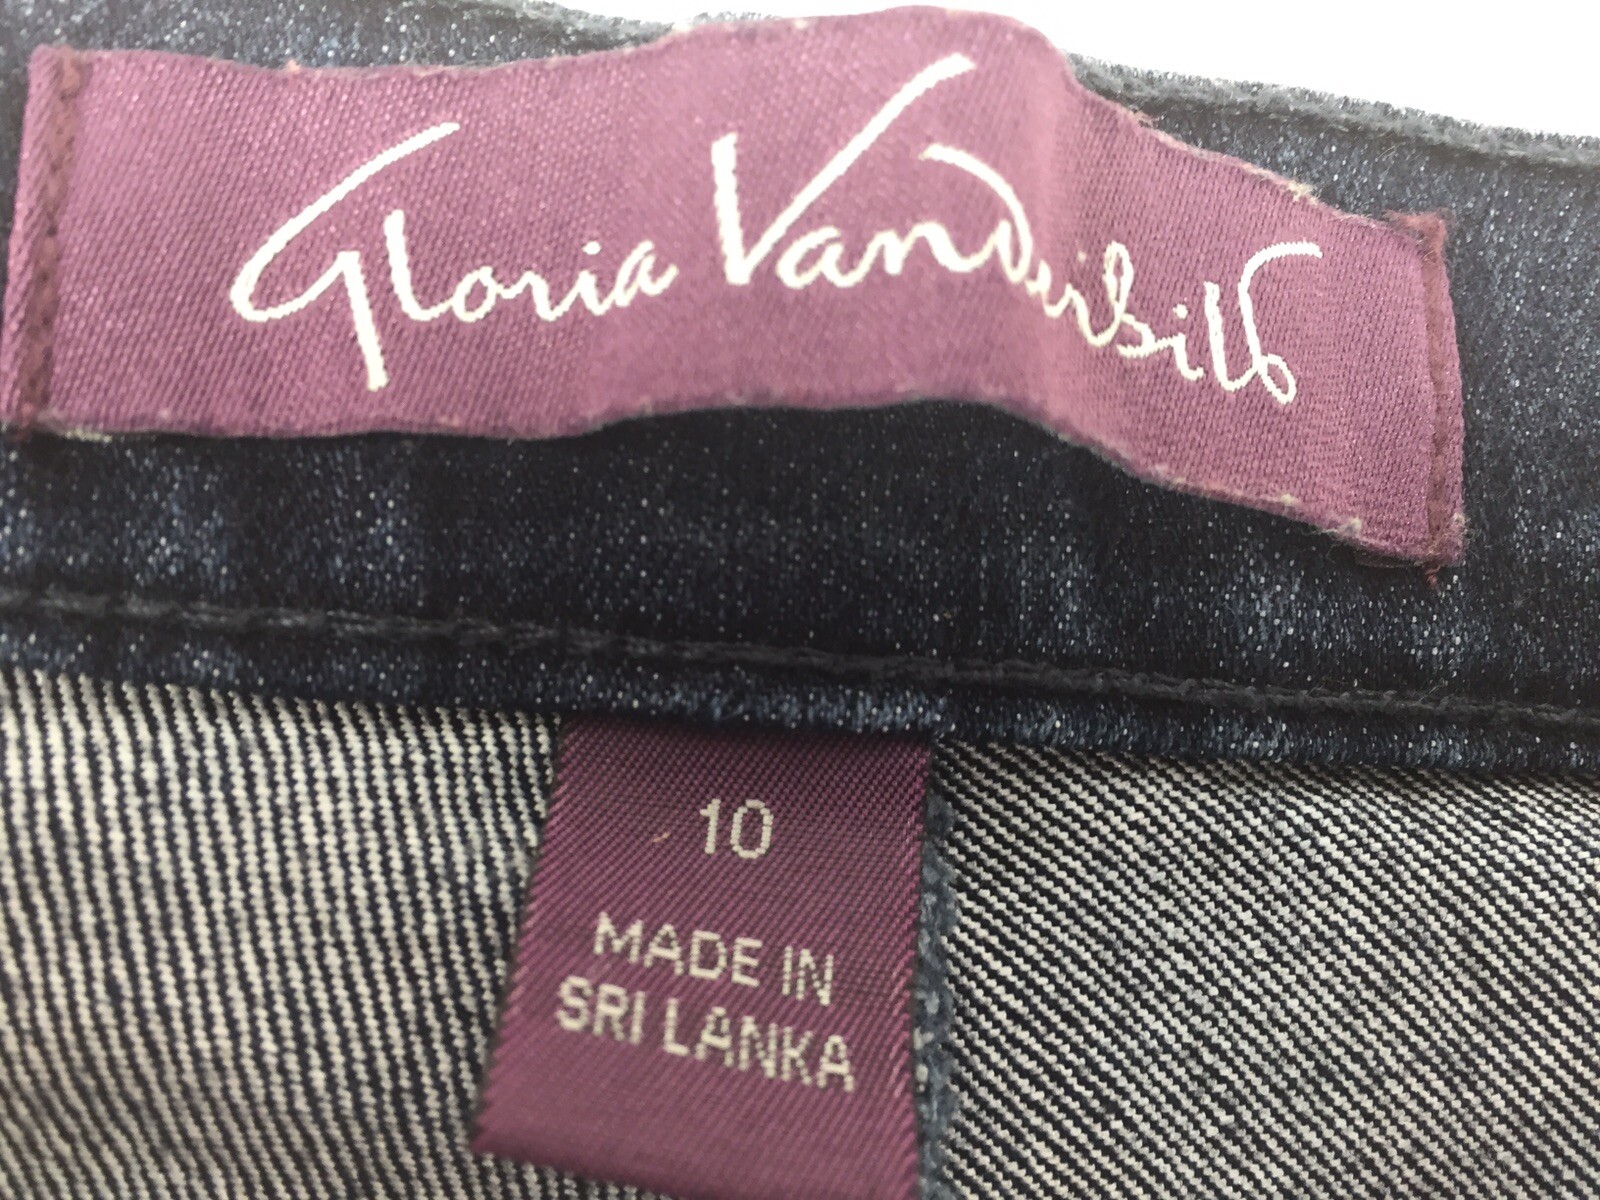 Gloria Vanderbilt
10
MADE IN
SRI LANKA